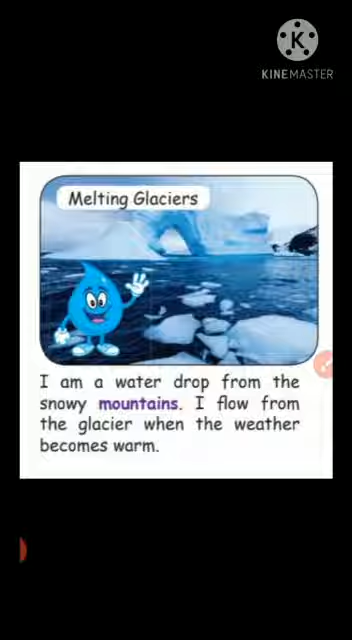 K
KINEMASTER
Melting Glaciers
I am a water drop from the
snowy mountains. I flow from
the glacier when the weather
becomes warm.